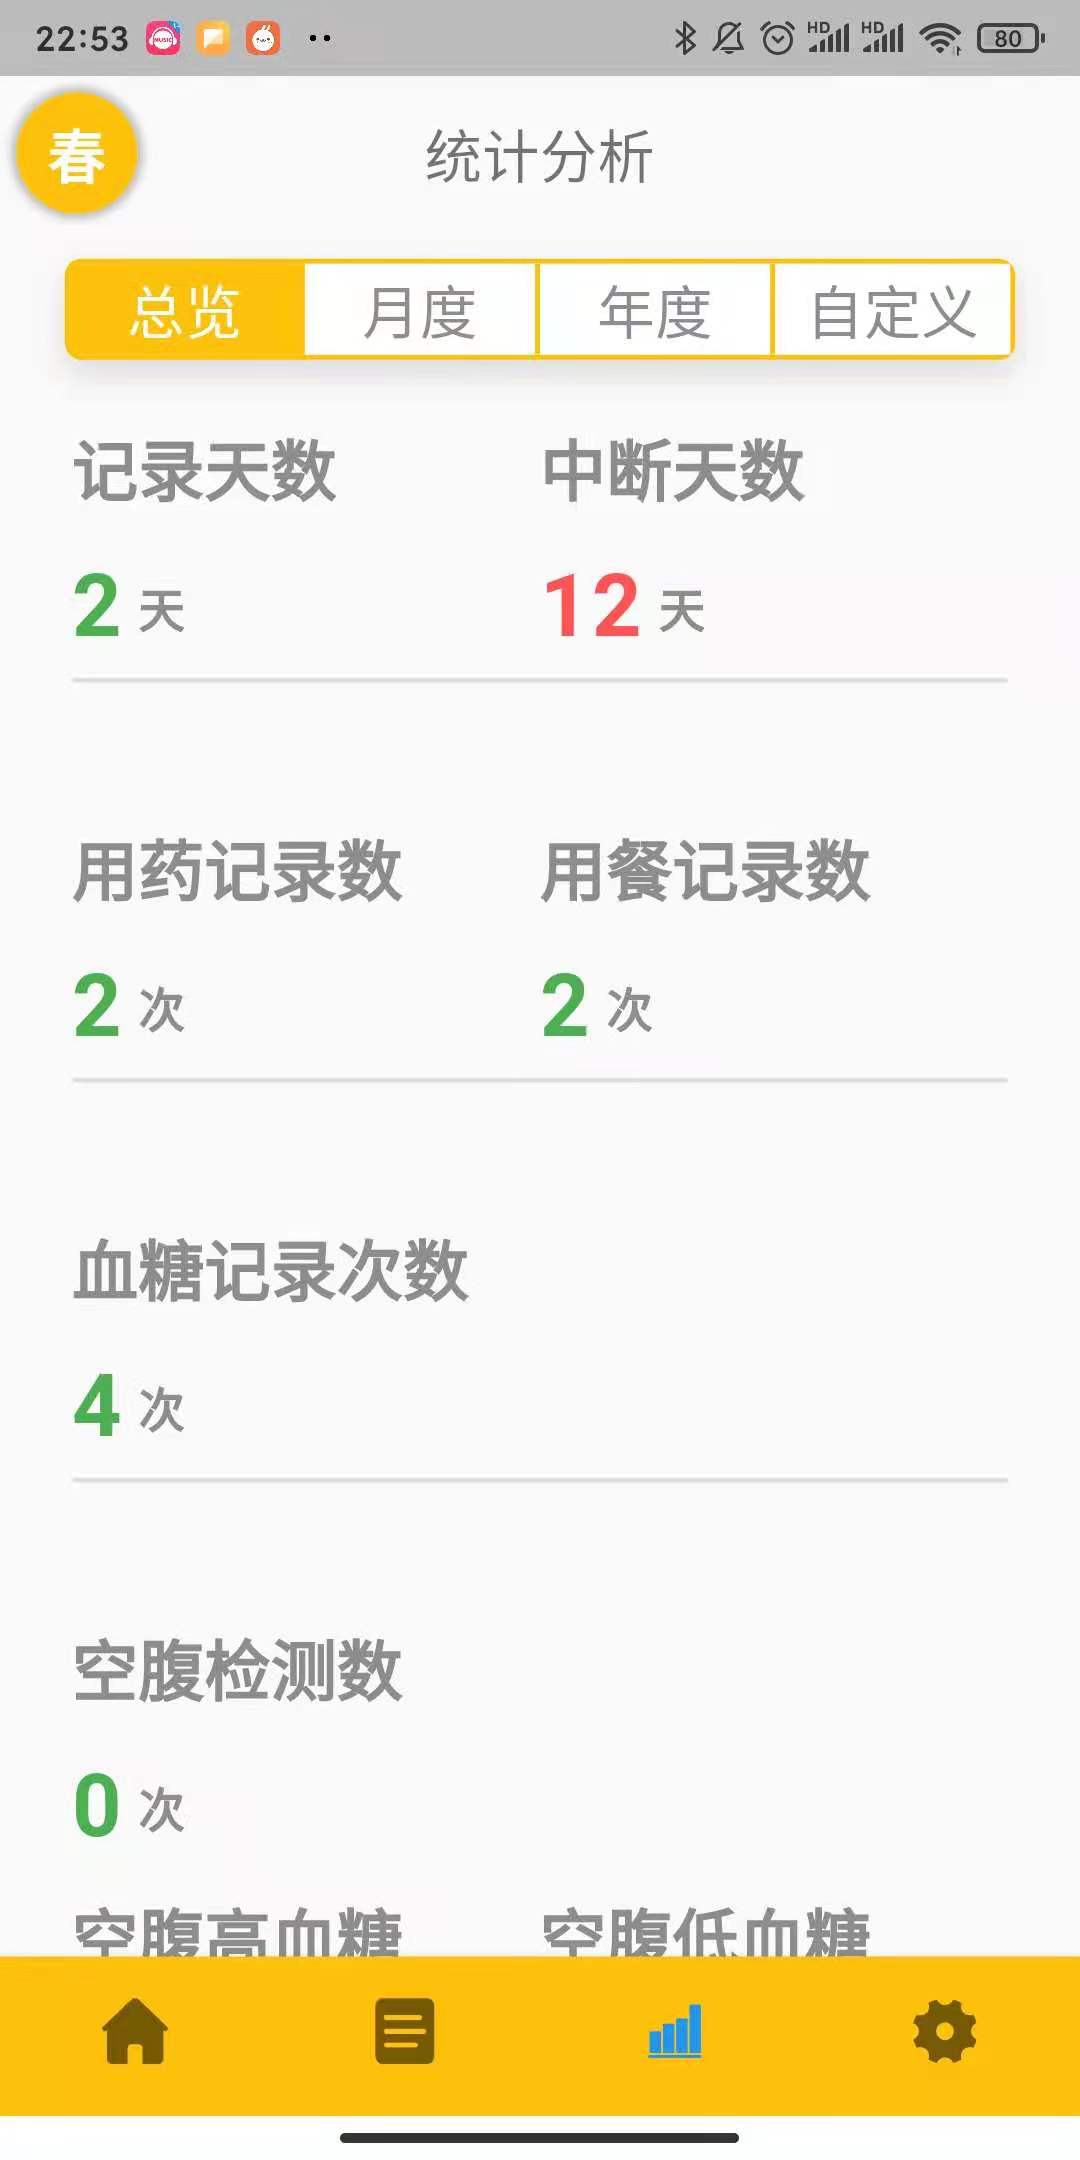 22:53
HD HD 80
春
统计分析
总览 月度 年度 自定义
记录天数 中断天数
2 天 12 天
用药记录数 用餐记录数
2 次 2 次
血糖记录次数
4 次
空腹检测数
0 次
空腹高血糖 空腹低血糖